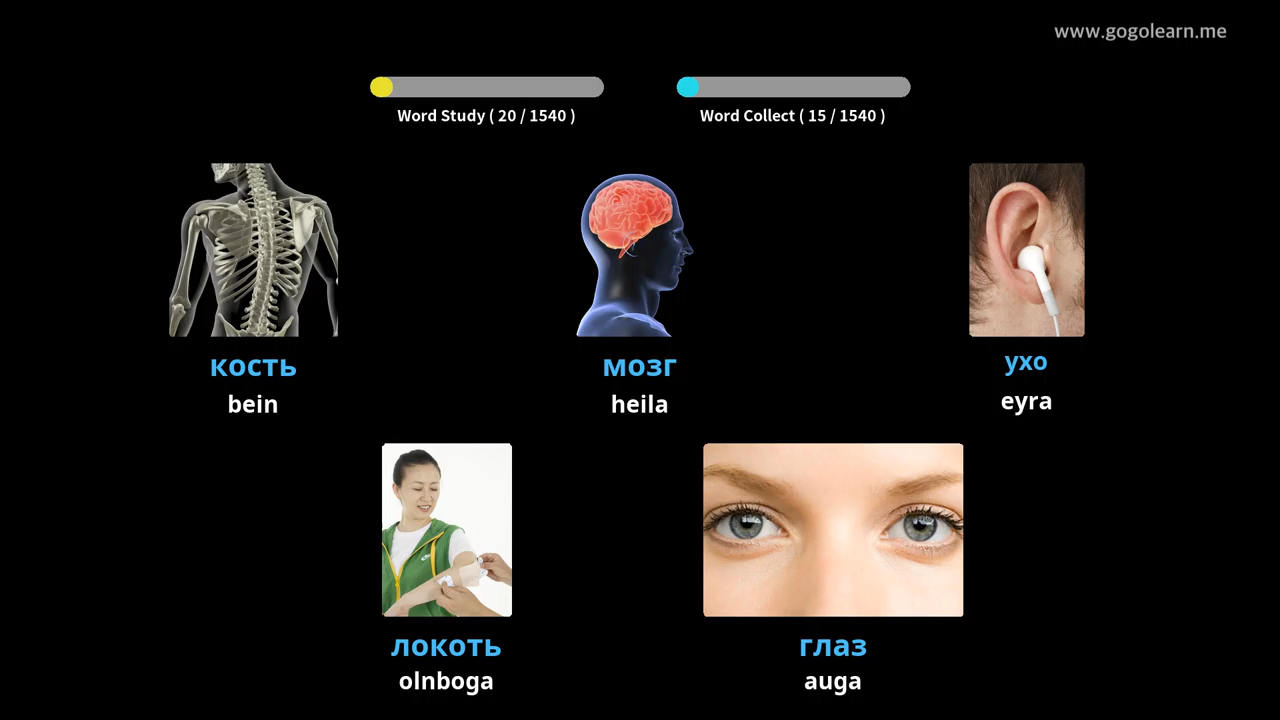 www.gogolearn.me
Word Study ( 20 / 1540 )
Word Collect ( 15 / 1540 )
кость
мозг
ухо
bein
heila
eyra
локоть
глаз
olnboga
auga